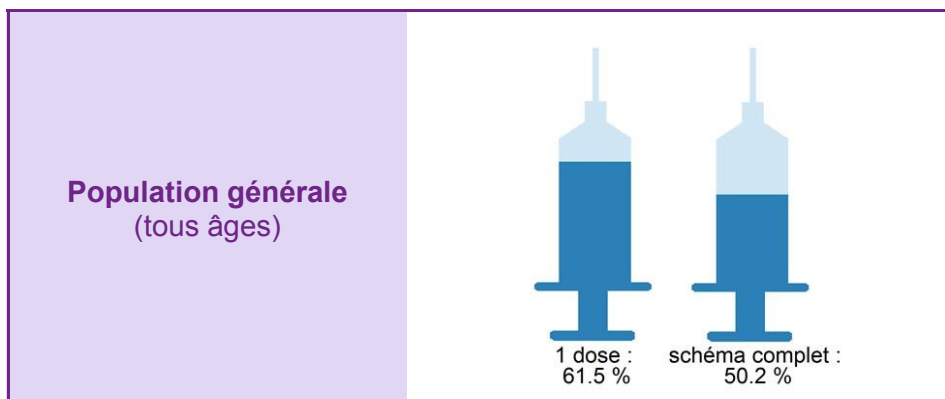 Population générale
(tous âges)
1 dose :
61.5 %
schéma complet :
50.2 %